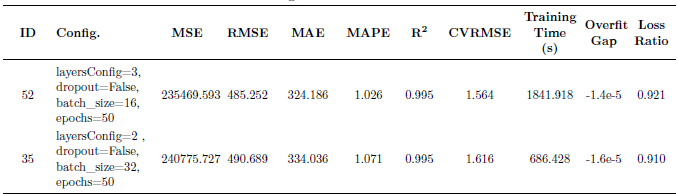 ID Config. MSE RMSE MAE MAPE R² CVRMSE Training Time (s) Overfit Gap Loss Ratio
52 layersConfig=3, dropout=False, batch_size=16, epochs=50 235469.593 485.252 324.186 1.026 0.995 1.564 1841.918 -1.4e-5 0.921
35 layersConfig=2 , dropout=False, batch_size=32, epochs=50 240775.727 490.689 334.036 1.071 0.995 1.616 686.428 -1.6e-5 0.910